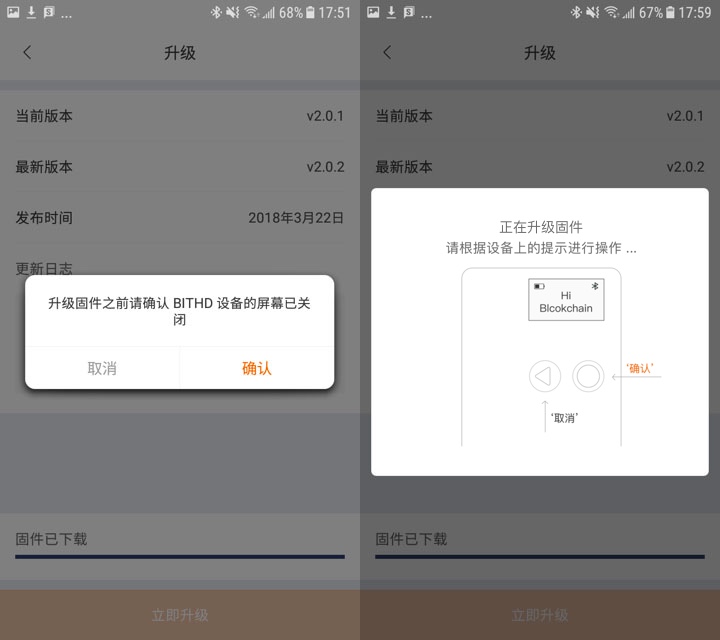 ... 68% 17:51
升级
当前版本 v2.0.1
最新版本 v2.0.2
发布时间 2018年3月22日
更新日志
升级固件之前请确认 BITHD 设备的屏幕已关
闭
取消 确认
固件已下载
立即升级
... 67% 17:59
升级
当前版本 v2.0.1
最新版本 v2.0.2
正在升级固件
请根据设备上的提示进行操作 ...
Hi
Blcokchain
‘确认’
‘取消’
固件已下载
立即升级